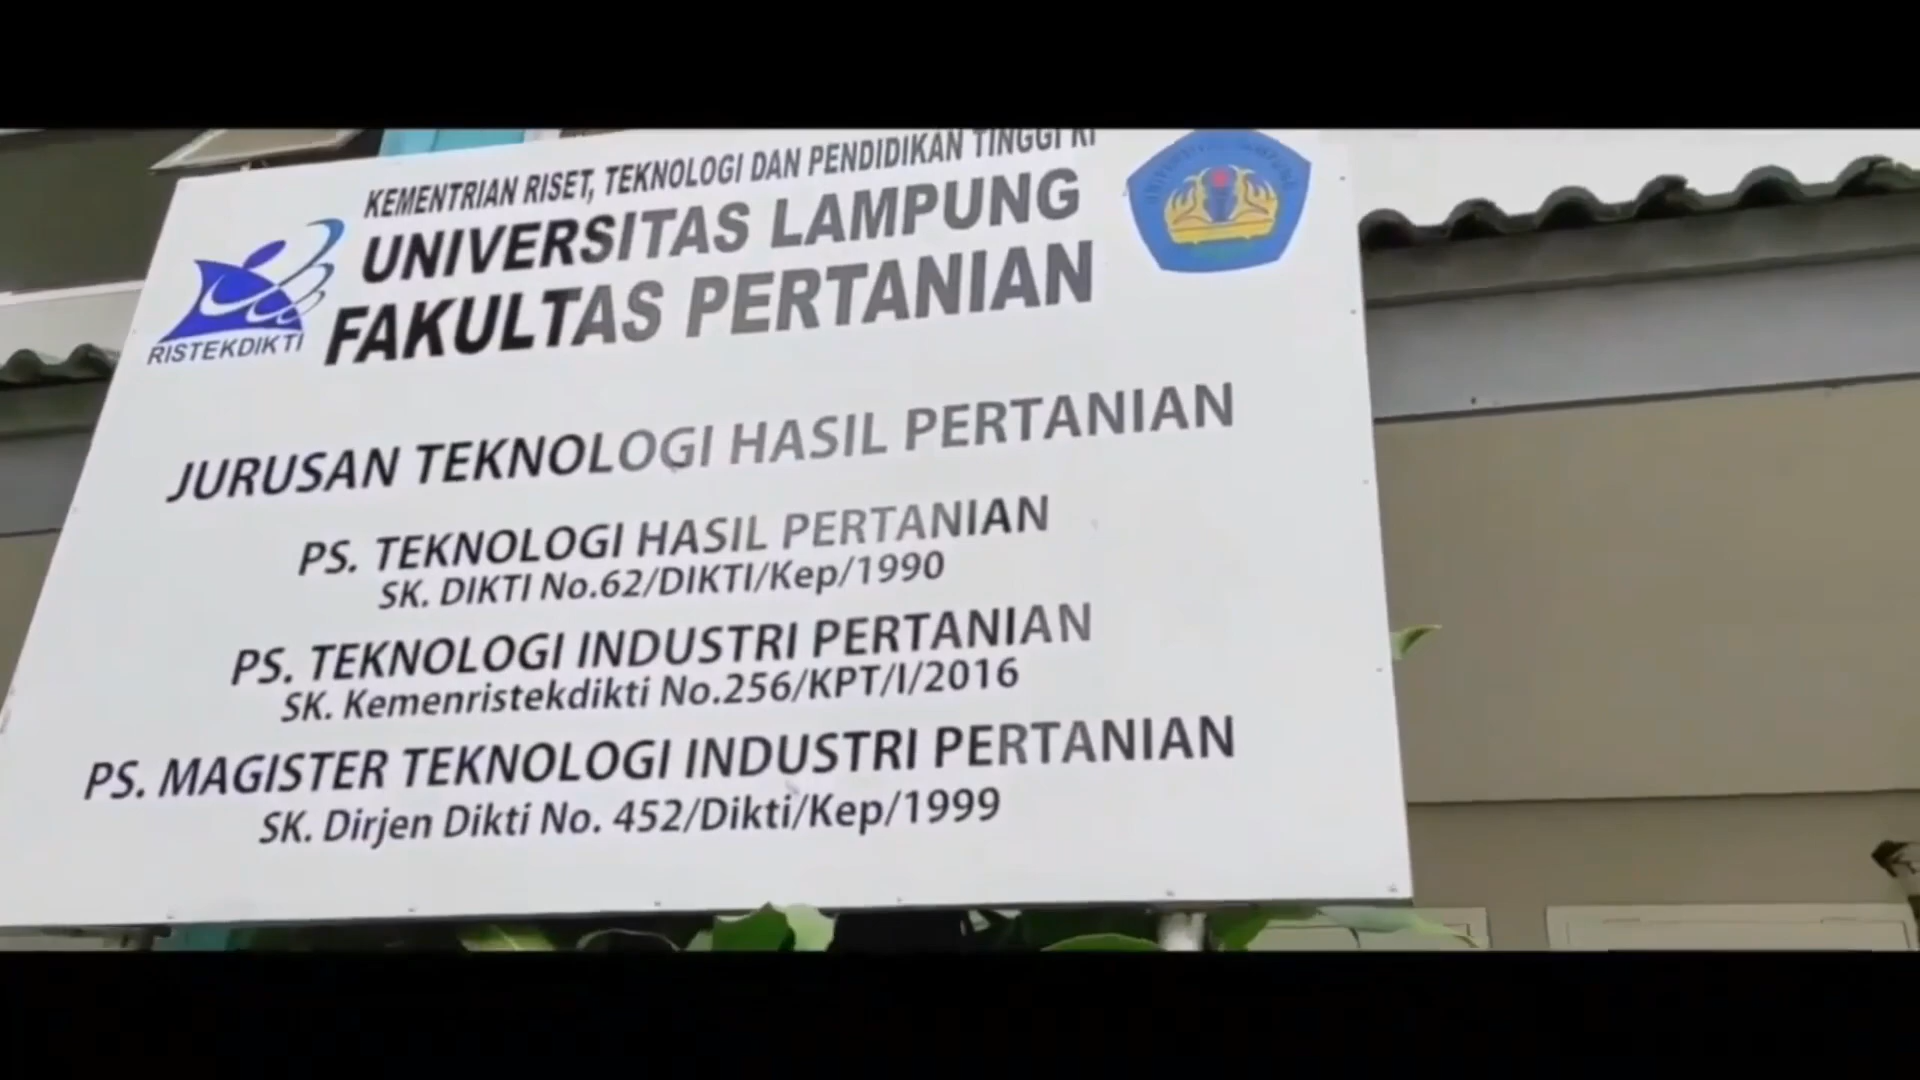 KEMENTRIAN RISET, TEKNOLOGI DAN PENDIDIKAN TINGGI RI
UNIVERSITAS LAMPUNG
FAKULTAS PERTANIAN
RISTEKDIKTI
JURUSAN TEKNOLOGI HASIL PERTANIAN
PS. TEKNOLOGI HASIL PERTANIAN
SK. DIKTI No.62/DIKTI/Kep/1990
PS. TEKNOLOGI INDUSTRI PERTANIAN
SK. Kemenristekdikti No.256/KPT/I/2016
PS. MAGISTER TEKNOLOGI INDUSTRI PERTANIAN
SK. Dirjen Dikti No. 452/Dikti/Kep/1999